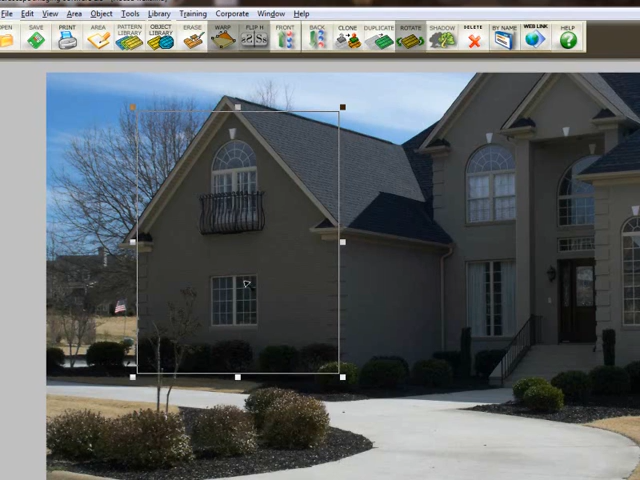 File Edit View Area Object Tools Library Training Corporate Window Help
OPEN SAVE PRINT AREA PATTERN LIBRARY OBJECT LIBRARY ERASE WARP FLIP H. FRONT BACK CLONE DUPLICATE ROTATE SHADOW DELETE BY NAME WEB LINK HELP